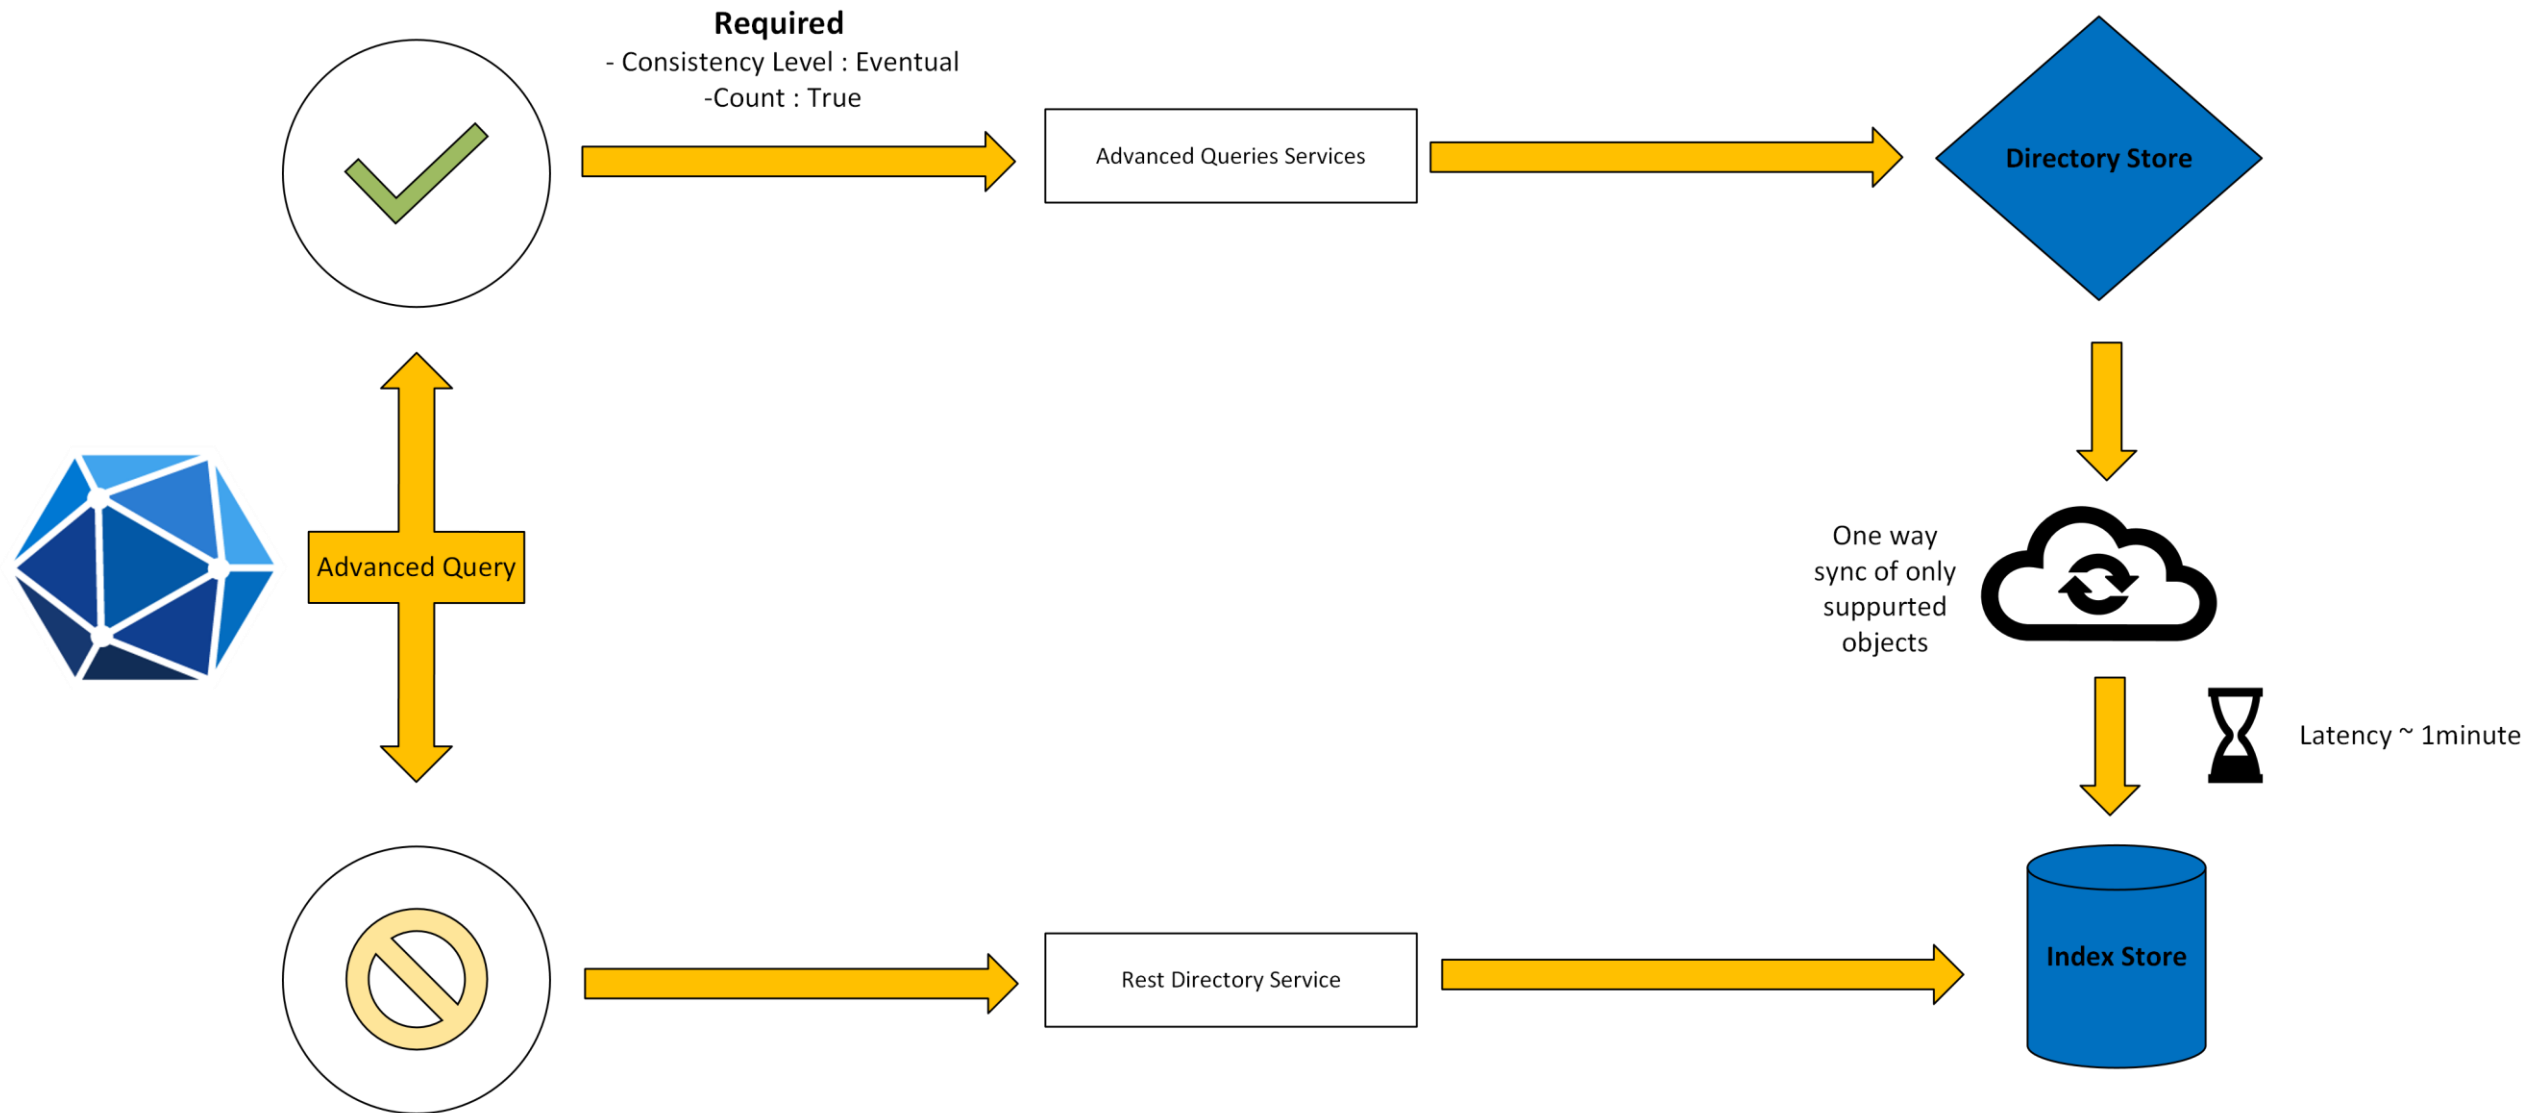 Required
- Consistency Level : Eventual
-Count : True
Advanced Queries Services
Directory Store
Advanced Query
One way
sync of only
suppurted
objects
Latency ~ 1minute
Rest Directory Service
Index Store